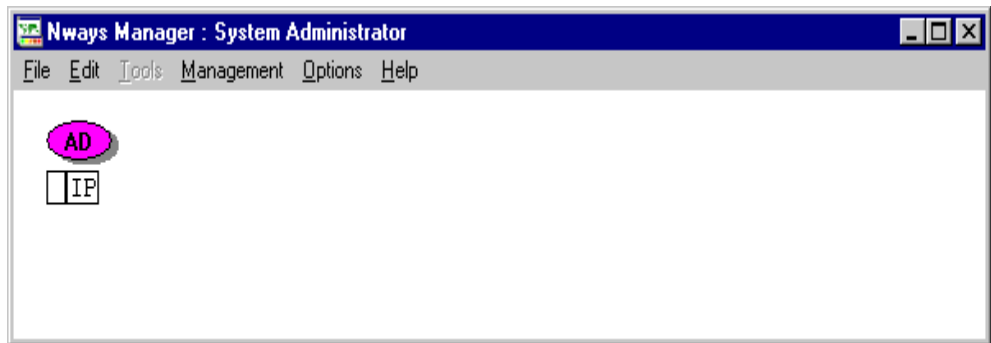 Nways Manager : System Administrator
File Edit Tools Management Options Help
AD
IP